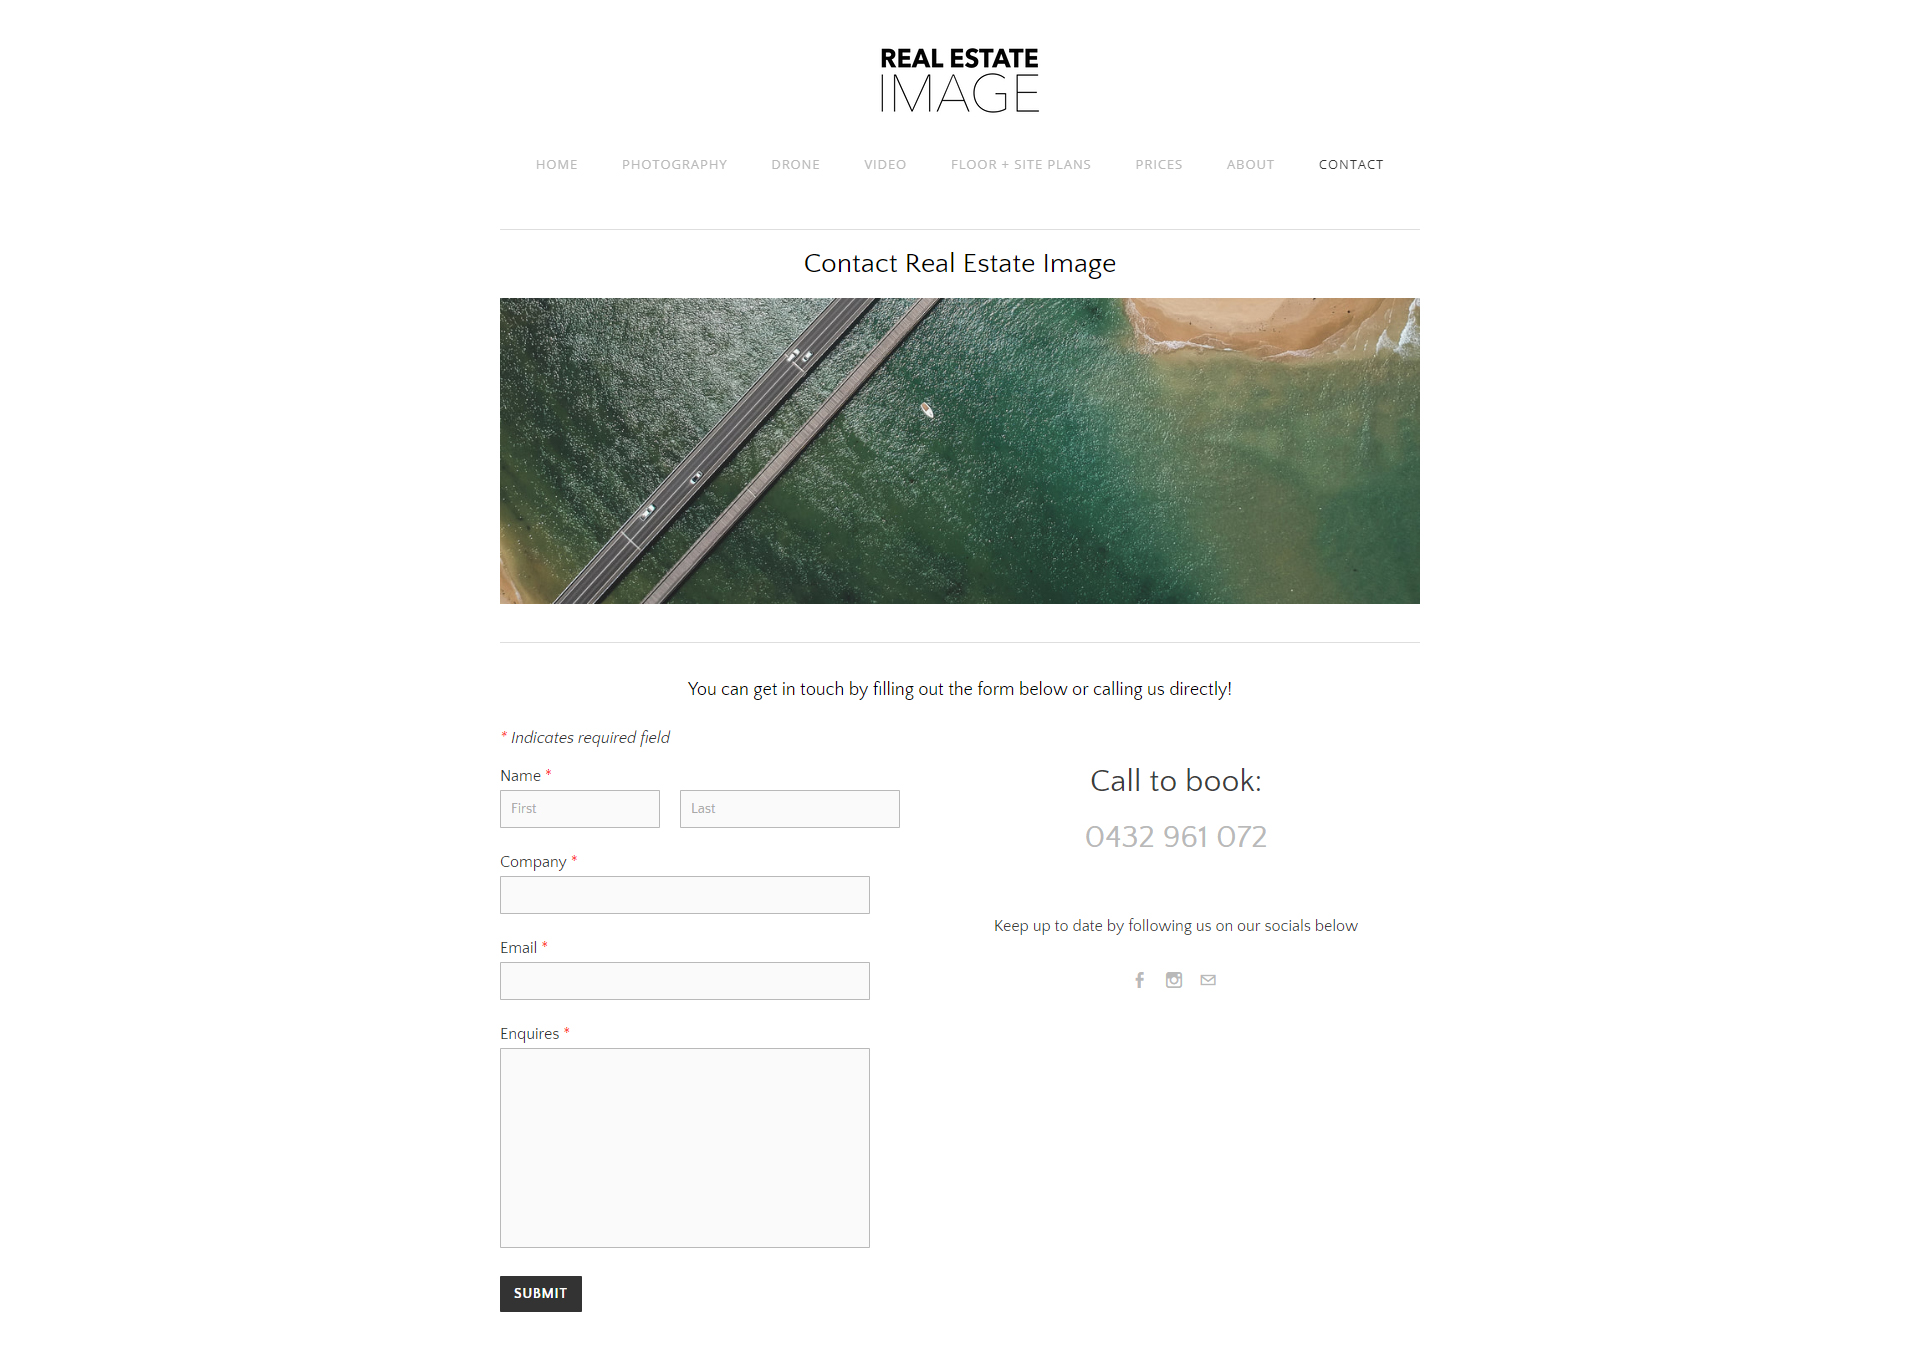 REAL ESTATE
IMAGE
HOME PHOTOGRAPHY DRONE VIDEO FLOOR + SITE PLANS PRICES ABOUT CONTACT
Contact Real Estate Image
You can get in touch by filling out the form below or calling us directly!
* Indicates required field
Name *
First Last
Company *
Email *
Enquires *
SUBMIT
Call to book:
0432 961 072
Keep up to date by following us on our socials below